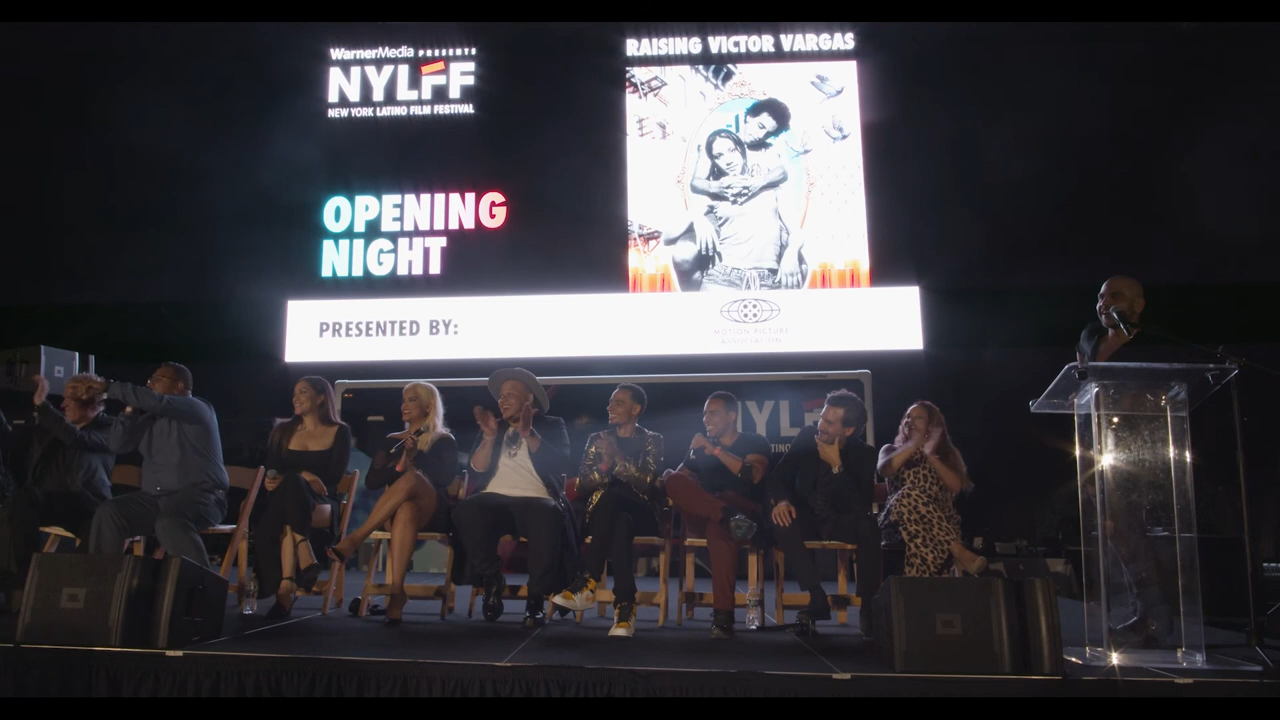 WarnerMedia PRESENTS
NYLFF
NEW YORK LATINO FILM FESTIVAL
OPENING
NIGHT
RAISING VICTOR VARGAS
PRESENTED BY:
MOTION PICTURE
ASSOCIATION
NYLF